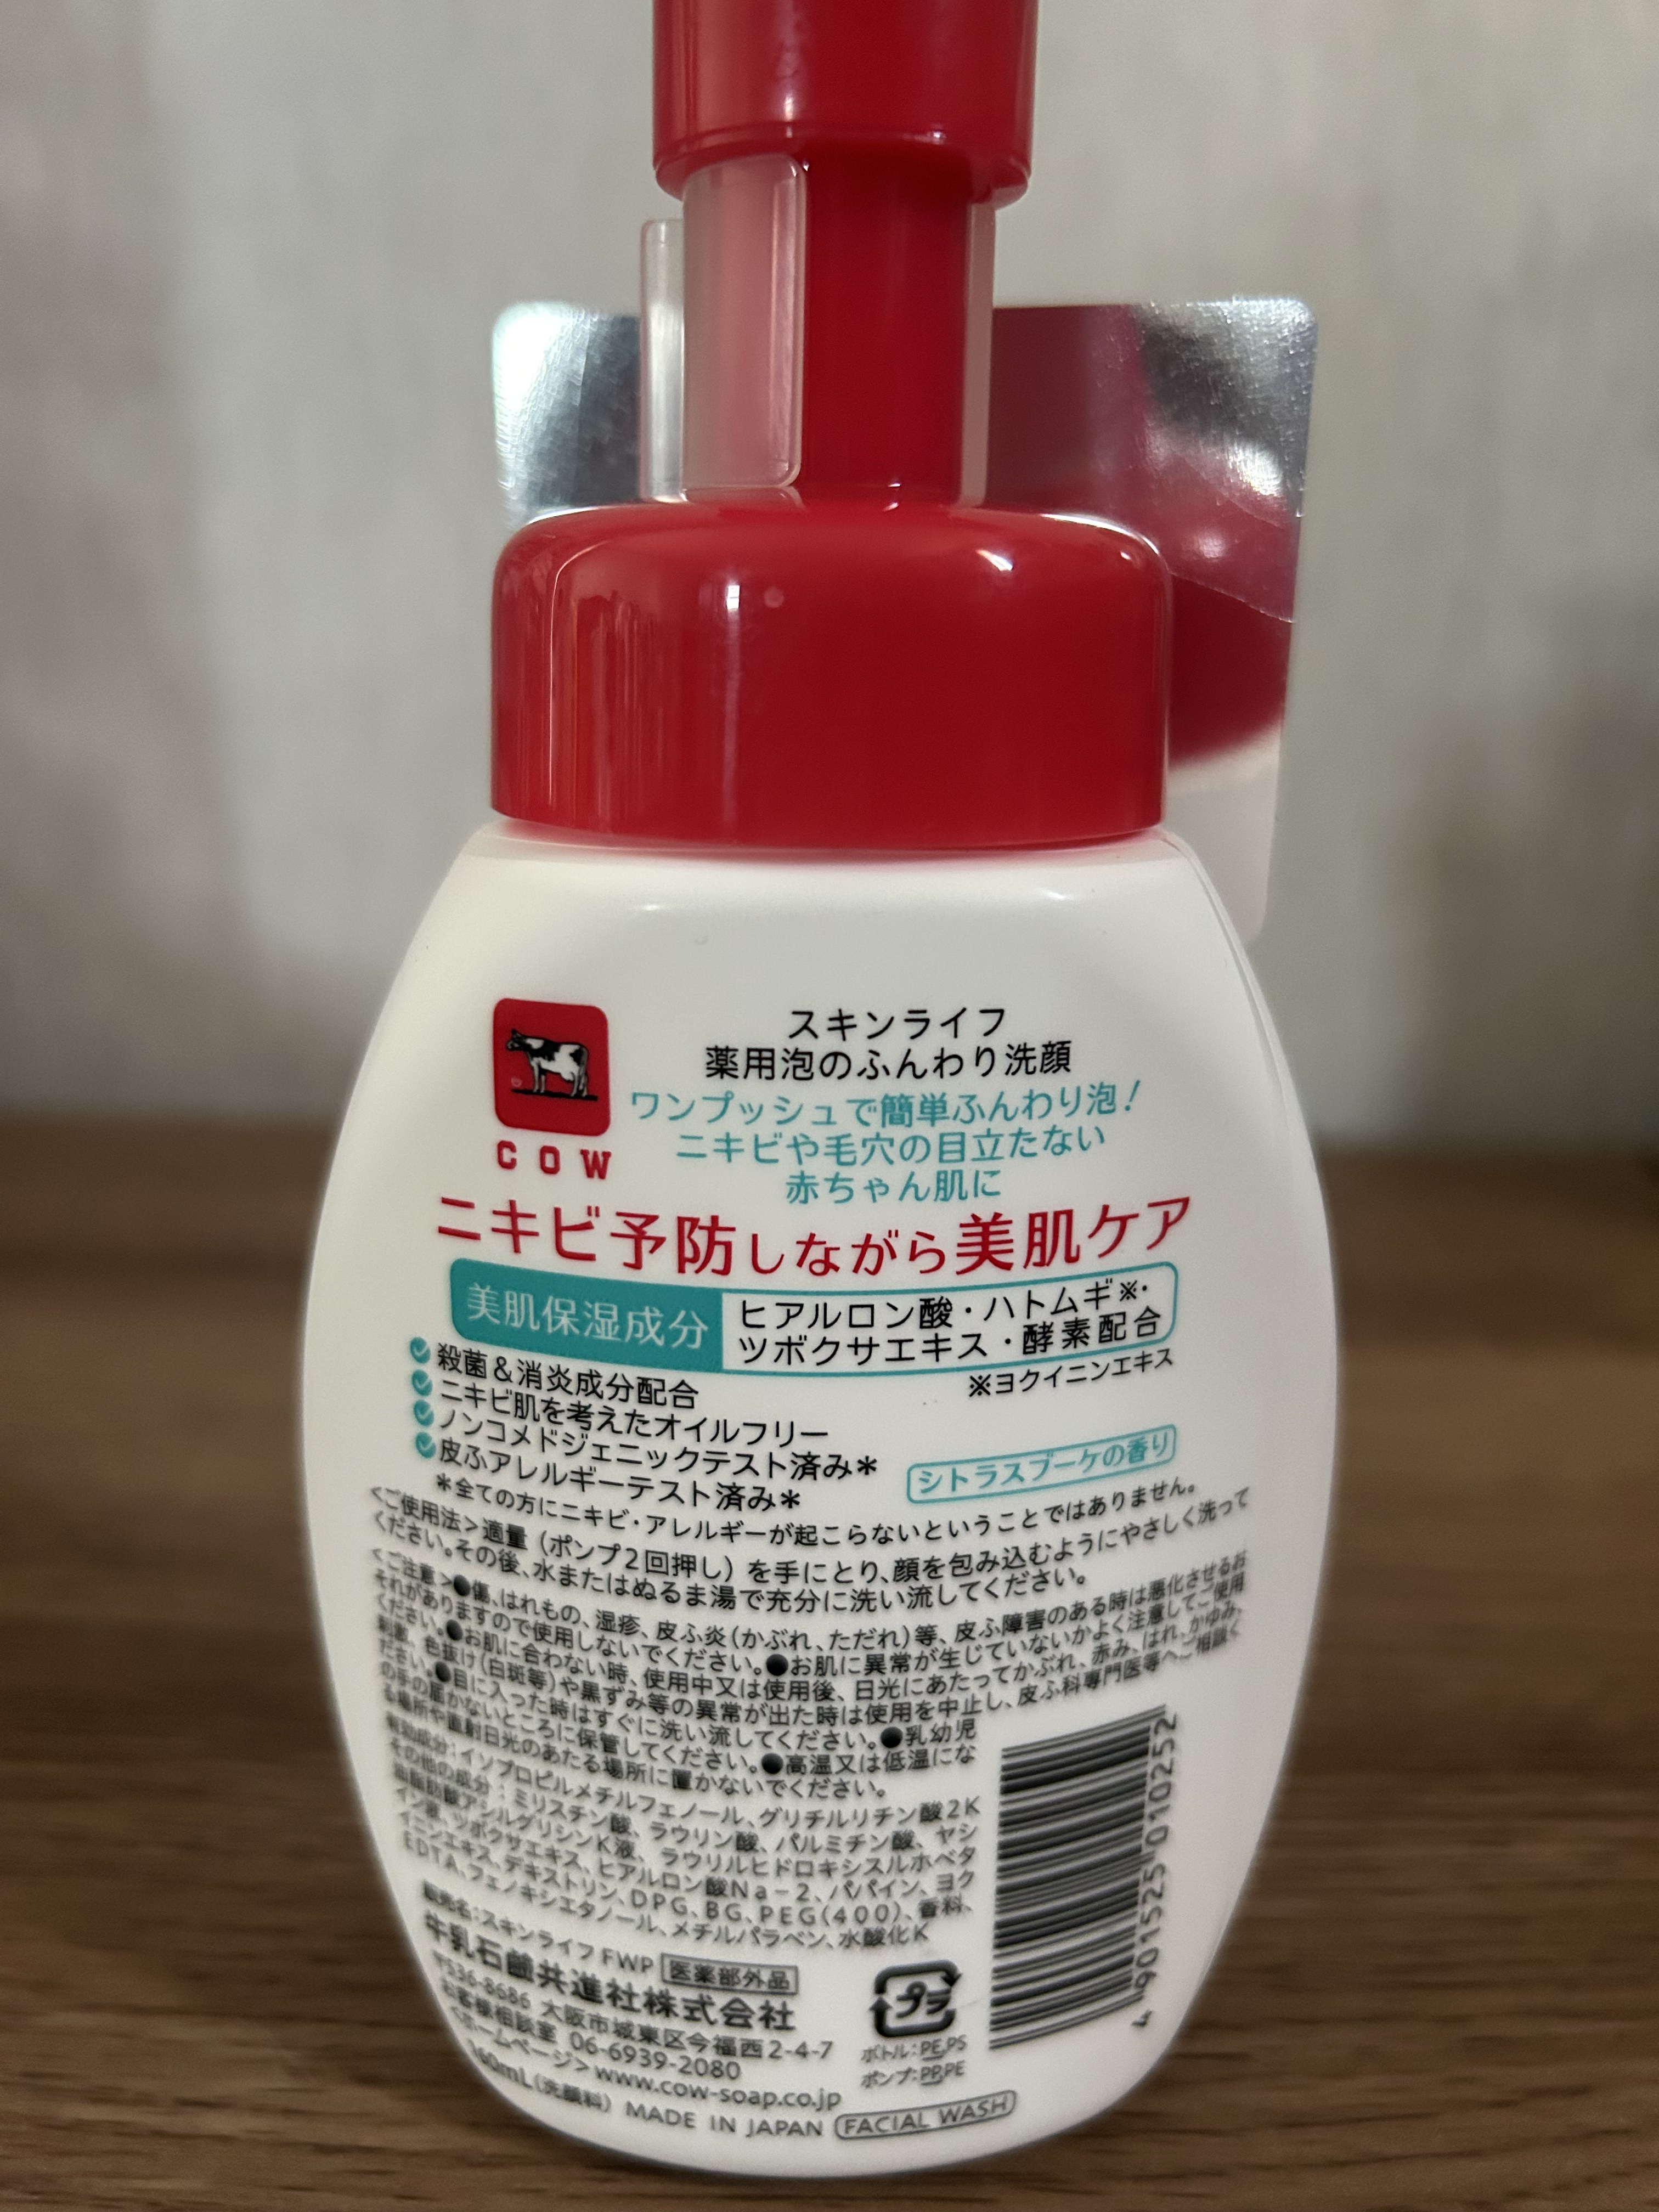 COW
スキンライフ
薬用泡のふんわり洗顔
ワンプッシュで簡単ふんわり泡!
ニキビや毛穴の目立たない
赤ちゃん肌に
ニキビ予防しながら美肌ケア
美肌保湿成分
ヒアルロン酸・ハトムギ※・
ツボクサエキス・酵素配合
※ヨクイニンエキス
殺菌&消炎成分配合
ニキビ肌を考えたオイルフリー
ノンコメドジェニックテスト済み*
皮ふアレルギーテスト済み*
シトラスブーケの香り
*全ての方にニキビ・アレルギーが起こらないということではありません。
<ご使用法>適量(ポンプ2回押し)を手にとり、顔を包み込むようにやさしく洗って
ください。その後、水またはぬるま湯で充分に洗い流してください。
<ご注意>●傷、はれもの、湿疹、皮ふ炎(かぶれ、ただれ)等、皮ふ障害のある時は悪化させるお
それがありますので使用しないでください。●お肌に異常が生じていないかよく注意してご使用
ください。●お肌に合わない時、使用中又は使用後、日光にあたってかぶれ、赤み、はれ、かゆみ、
刺激、色抜け(白斑等)や黒ずみ等の異常が出た時は使用を中止し、皮ふ科専門医等へご相談く
ださい。●目に入った時はすぐに洗い流してください。●乳幼児
の手の届かないところに保管してください。●高温又は低温にな
る場所や直射日光のあたる場所に置かないでください。
有効成分:イソプロピルメチルフェノール、グリチルリチン酸2K
その他の成分:ミリスチン酸、ラウリン酸、パルミチン酸、ヤシ
油脂肪酸アシルグリシンK液、ラウリルヒドロキシスルホベタ
イン液、ツボクサエキス、ヒアルロン酸Na-2、パパイン、ヨク
イニンエキス、デキストリン、DPG、BG、PEG(400)、香料、
EDTA、フェノキシエタノール、メチルパラベン、水酸化K
販売名:スキンライフFWP 医薬部外品
牛乳石鹼共進社株式会社
〒536-8686 大阪市城東区今福西2-4-7
お客様相談室 06-6939-2080
<ホームページ>www.cow-soap.co.jp
160mL(洗顔料) MADE IN JAPAN FACIAL WASH
プラ
ボトル:PE,PS
ポンプ:PP,PE
4 901525 010252